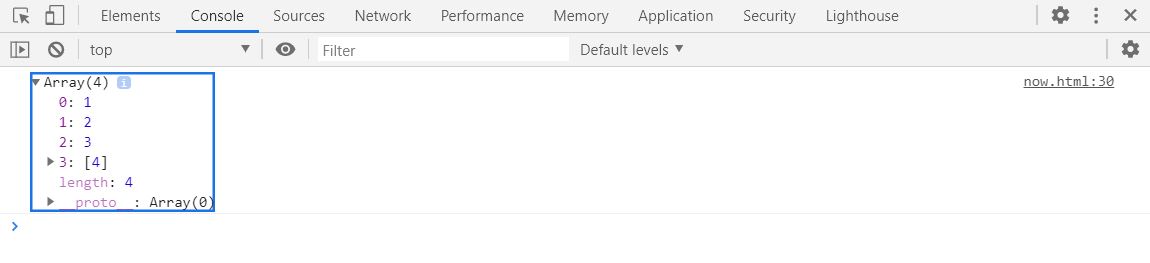 Elements Console Sources Network Performance Memory Application Security Lighthouse
top Filter Default levels
Array(4) i now.html:30
0: 1
1: 2
2: 3
3: [4]
length: 4
__proto__: Array(0)